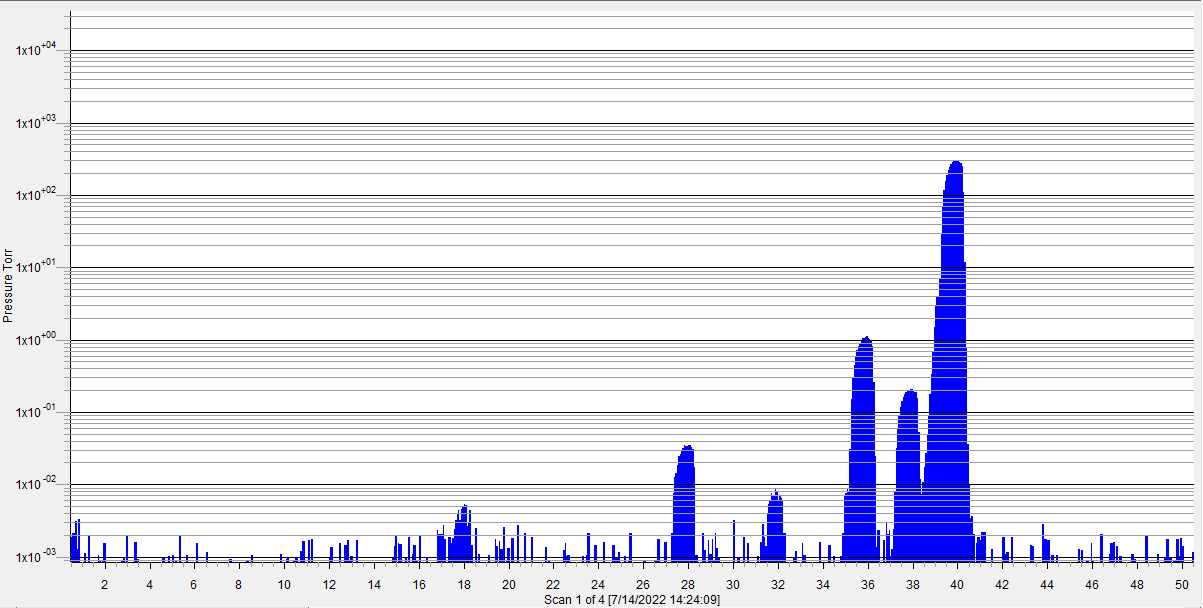 1x10+04
1x10+03
1x10+02
1x10+01
1x10+00
1x10-01
1x10-02
1x10-03
Pressure Torr
2 4 6 8 10 12 14 16 18 20 22 24 26 28 30 32 34 36 38 40 42 44 46 48 50
Scan 1 of 4 [7/14/2022 14:24:09]